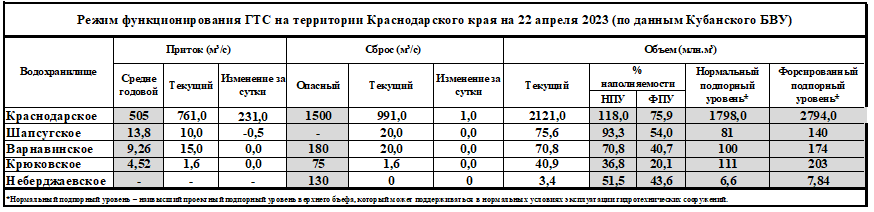 Режим функционирования ГТС на территории Краснодарского края на 22 апреля 2023 (по данным Кубанского БВУ)
Водохранилище Приток (м³/с) Сброс (м³/с) Объем (млн.м³)
Средне годовой Текущий Изменение за сутки Опасный Текущий Изменение за сутки Текущий % наполняемости Нормальный подпорный уровень* Форсированный подпорный уровень*
НПУ ФПУ
Краснодарское 505 761,0 231,0 1500 991,0 1,0 2121,0 118,0 75,9 1798,0 2794,0
Шапсугское 13,8 10,0 -0,5 - 20,0 0,0 75,6 93,3 54,0 81 140
Варнавинское 9,26 15,0 0,0 180 20,0 0,0 70,8 70,8 40,7 100 174
Крюковское 4,52 1,6 0,0 75 1,6 0,0 40,9 36,8 20,1 111 203
Неберджаевское - - - 130 0 0 3,4 51,5 43,6 6,6 7,84
*Нормальный подпорный уровень – наивысший проектный подпорный уровень верхнего бьефа, который может поддерживаться в нормальных условиях эксплуатации гидротехнических сооружений.